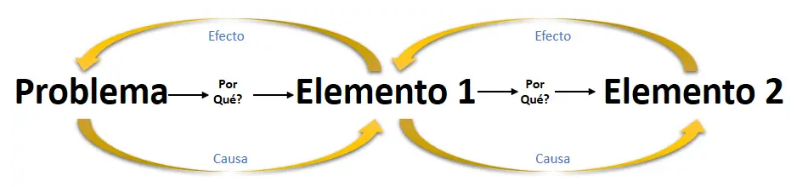 Efecto
Efecto
Problema
Por
Qué?
Elemento 1
Por
Qué?
Elemento 2
Causa
Causa